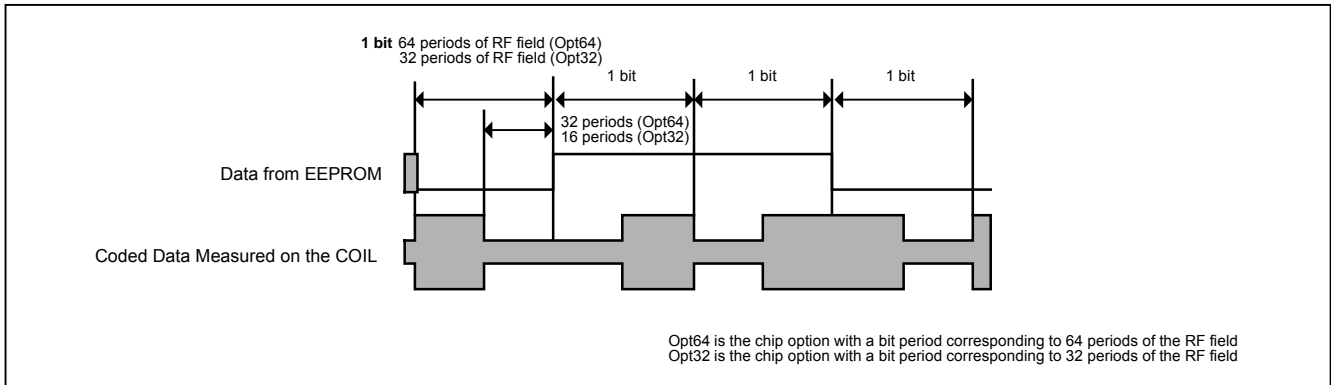 1 bit 64 periods of RF field (Opt64)
32 periods of RF field (Opt32)
1 bit
1 bit
1 bit
32 periods (Opt64)
16 periods (Opt32)
Data from EEPROM
Coded Data Measured on the COIL
Opt64 is the chip option with a bit period corresponding to 64 periods of the RF field
Opt32 is the chip option with a bit period corresponding to 32 periods of the RF field